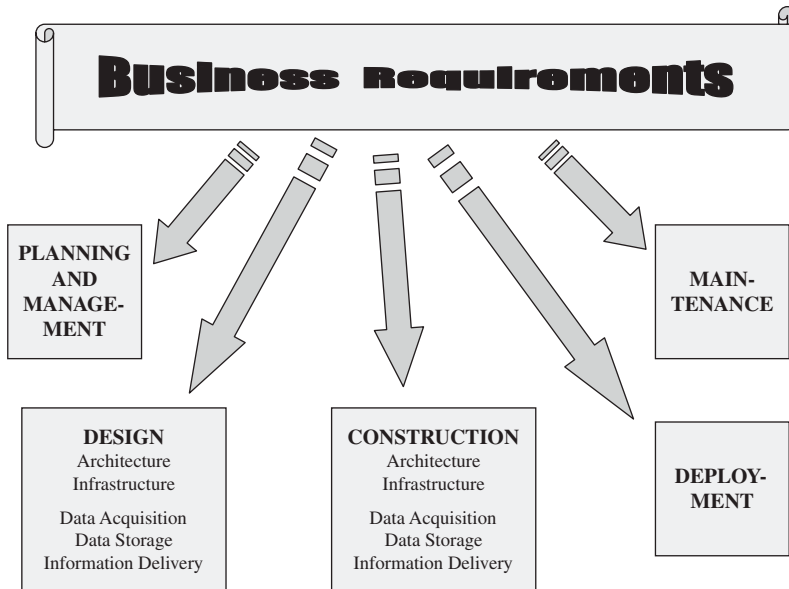 Business Requirements
PLANNING
AND
MANAGE-
MENT
MAIN-
TENANCE
DESIGN
Architecture
Infrastructure
Data Acquisition
Data Storage
Information Delivery
CONSTRUCTION
Architecture
Infrastructure
Data Acquisition
Data Storage
Information Delivery
DEPLOY-
MENT